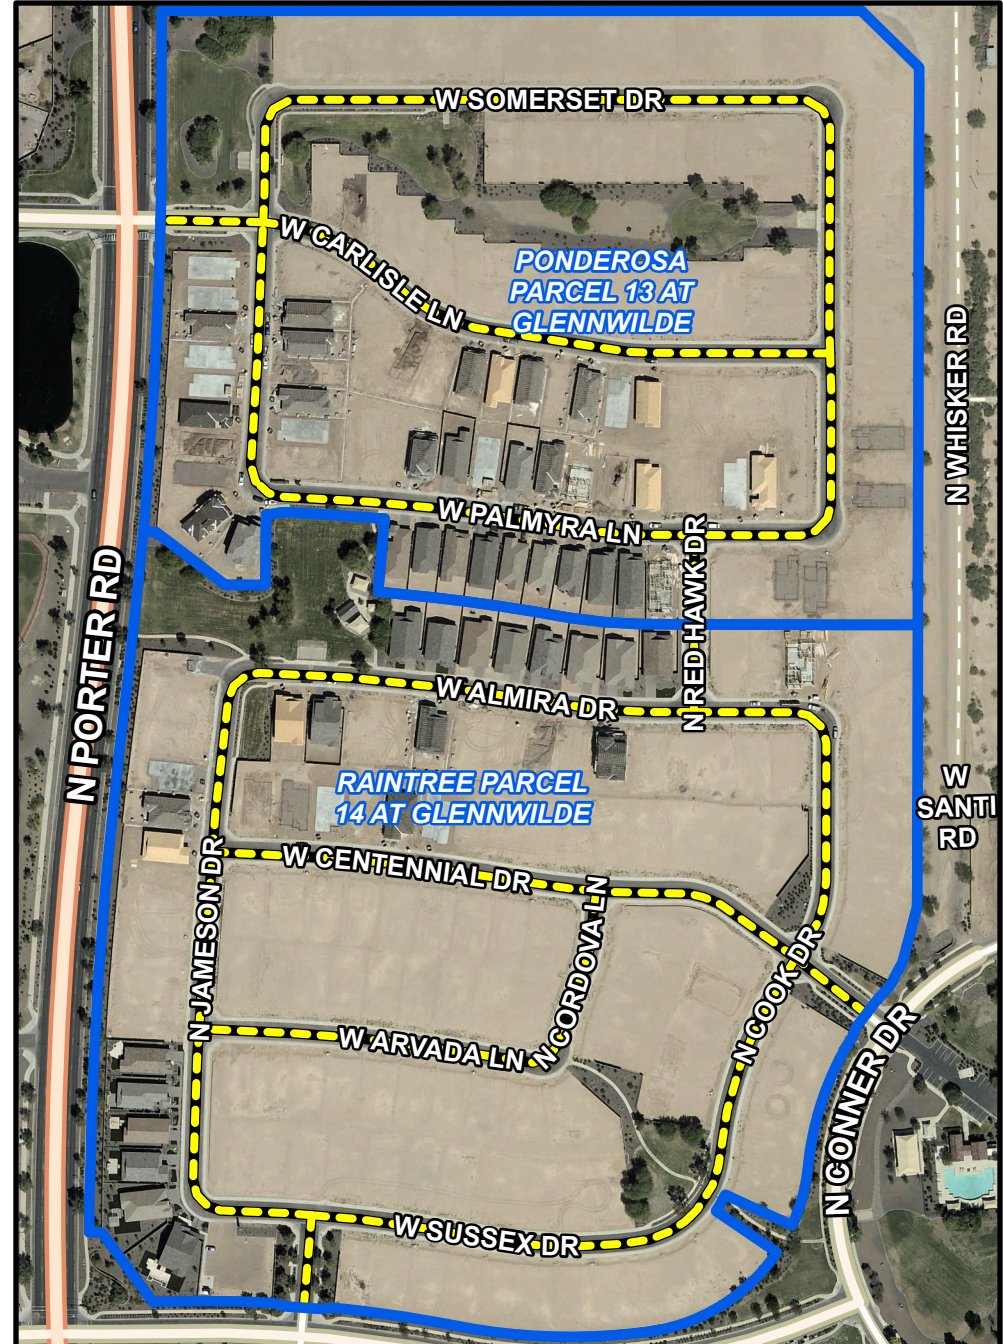 W SOMERSET DR
W CARLISLE LN
PONDEROSA
PARCEL 13 AT
GLENNWILDE
N WHISKER RD
W PALMYRA LN
N RED HAWK DR
N PORTER RD
W ALMIRA DR
RAINTREE PARCEL
14 AT GLENNWILDE
W
SANTI
RD
W CENTENNIAL DR
N JAMESON DR
N CORDOVA LN
N COOK DR
W ARVADA LN
N CONNER DR
W SUSSEX DR